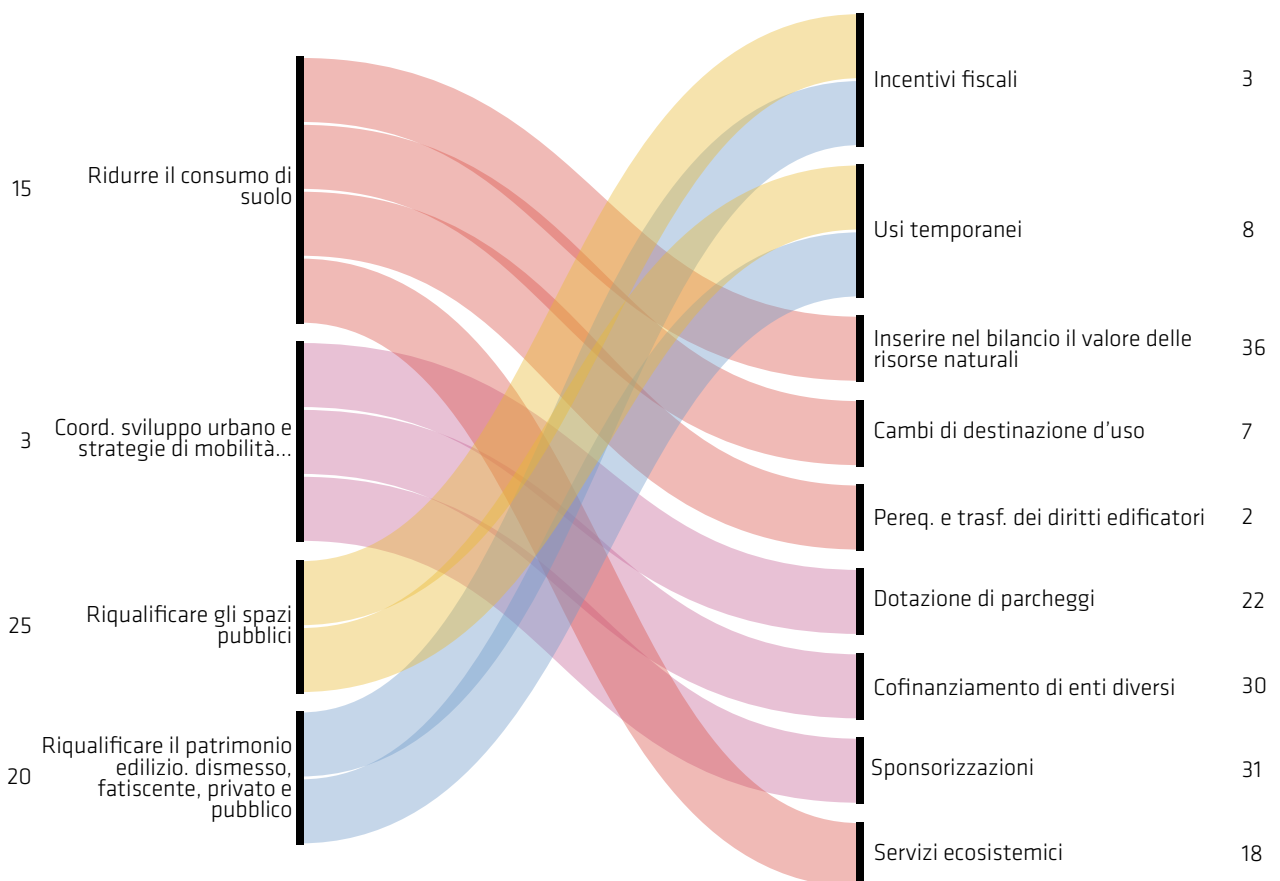 15
Ridurre il consumo di
suolo
3
Coord. sviluppo urbano e
strategie di mobilità...
25
Riqualificare gli spazi
pubblici
20
Riqualificare il patrimonio
edilizio. dismesso,
fatiscente, privato e
pubblico
Incentivi fiscali 3
Usi temporanei 8
Inserire nel bilancio il valore delle
risorse naturali
36
Cambi di destinazione d'uso 7
Pereq. e trasf. dei diritti edificatori 2
Dotazione di parcheggi 22
Cofinanziamento di enti diversi 30
Sponsorizzazioni 31
Servizi ecosistemici 18